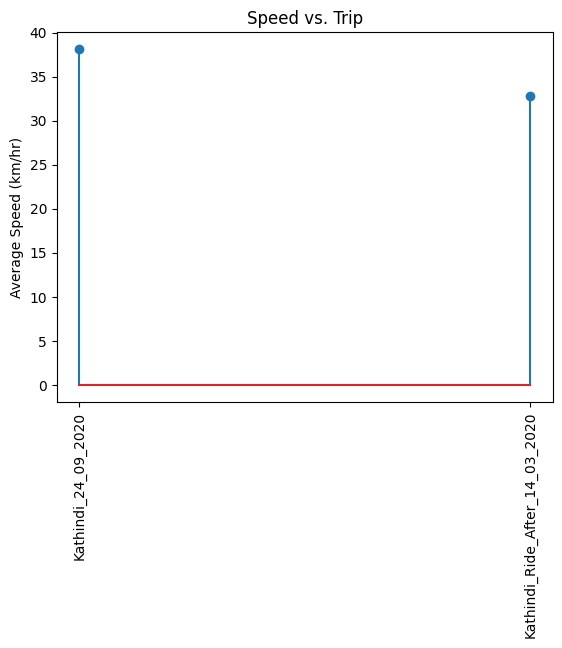 Speed vs. Trip
Average Speed (km/hr)
40
35
30
25
20
15
10
5
0
Kathindi_24_09_2020
Kathindi_Ride_After_14_03_2020